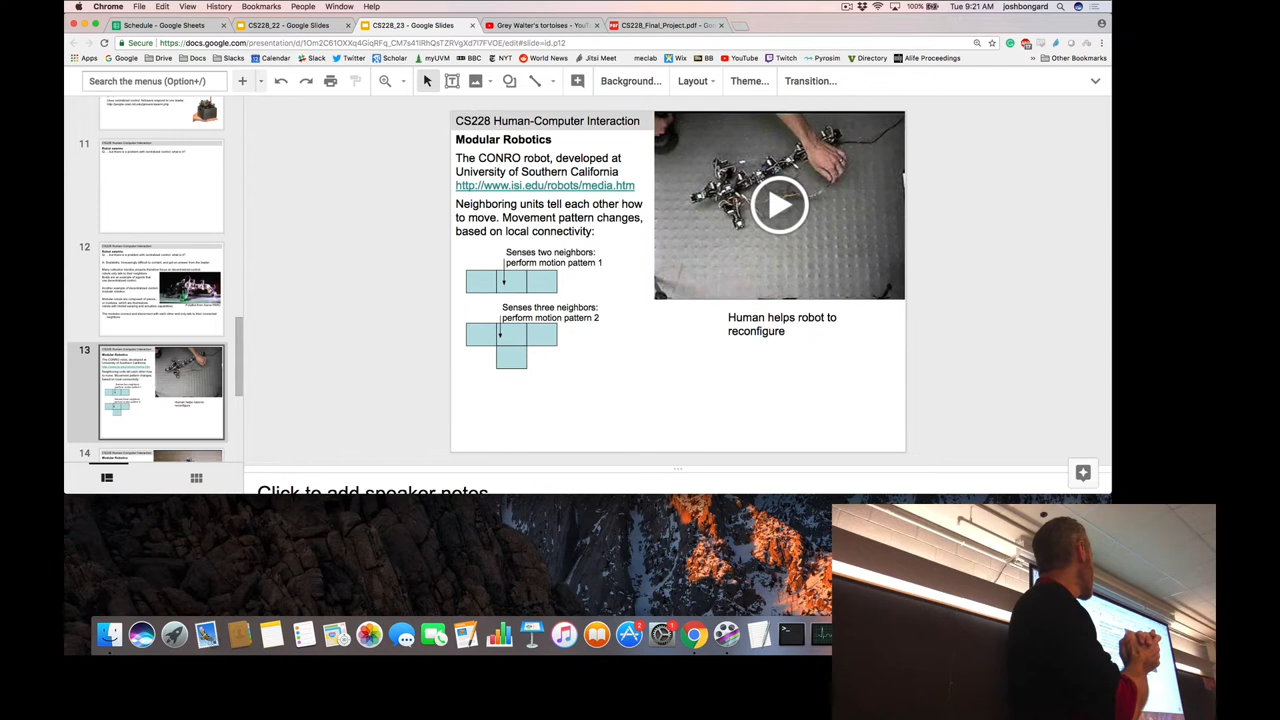 Chrome File Edit View History Bookmarks People Window Help 100% Tue 9:21 AM joshbongard
Schedule - Google Sheets CS228_22 - Google Slides CS228_23 - Google Slides Grey Walter's tortoises - YouT CS228_Final_Project.pdf - Goo
Secure https://docs.google.com/presentation/d/1Om2C61OXXq4GiqRFq_CM7s41lRhQsTZRVgXd7l7FVOE/edit#slide=id.p12
Apps Google Drive Docs Slacks Calendar Slack Twitter Scholar myUVM BBC NYT World News Jitsi Meet meclab Wix BB YouTube Twitch Pyrosim Directory Alife Proceedings Other Bookmarks
Search the menus (Option+/) Background... Layout Theme... Transition...
11
12
13
14
CS228 Human-Computer Interaction
Modular Robotics
The CONRO robot, developed at
University of Southern California
http://www.isi.edu/robots/media.htm
Neighboring units tell each other how
to move. Movement pattern changes,
based on local connectivity:
Senses two neighbors:
perform motion pattern 1
Senses three neighbors:
perform motion pattern 2
Human helps robot to
reconfigure
Click to add speaker notes